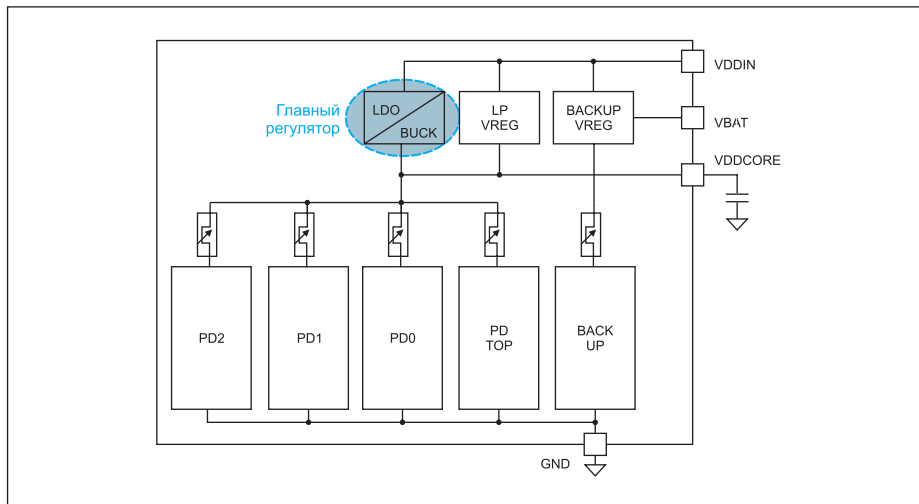 VDDIN
Главный
регулятор
LDO
BUCK
LP
VREG
BACKUP
VREG
VBAT
VDDCORE
PD2
PD1
PD0
PD
TOP
BACK
UP
GND